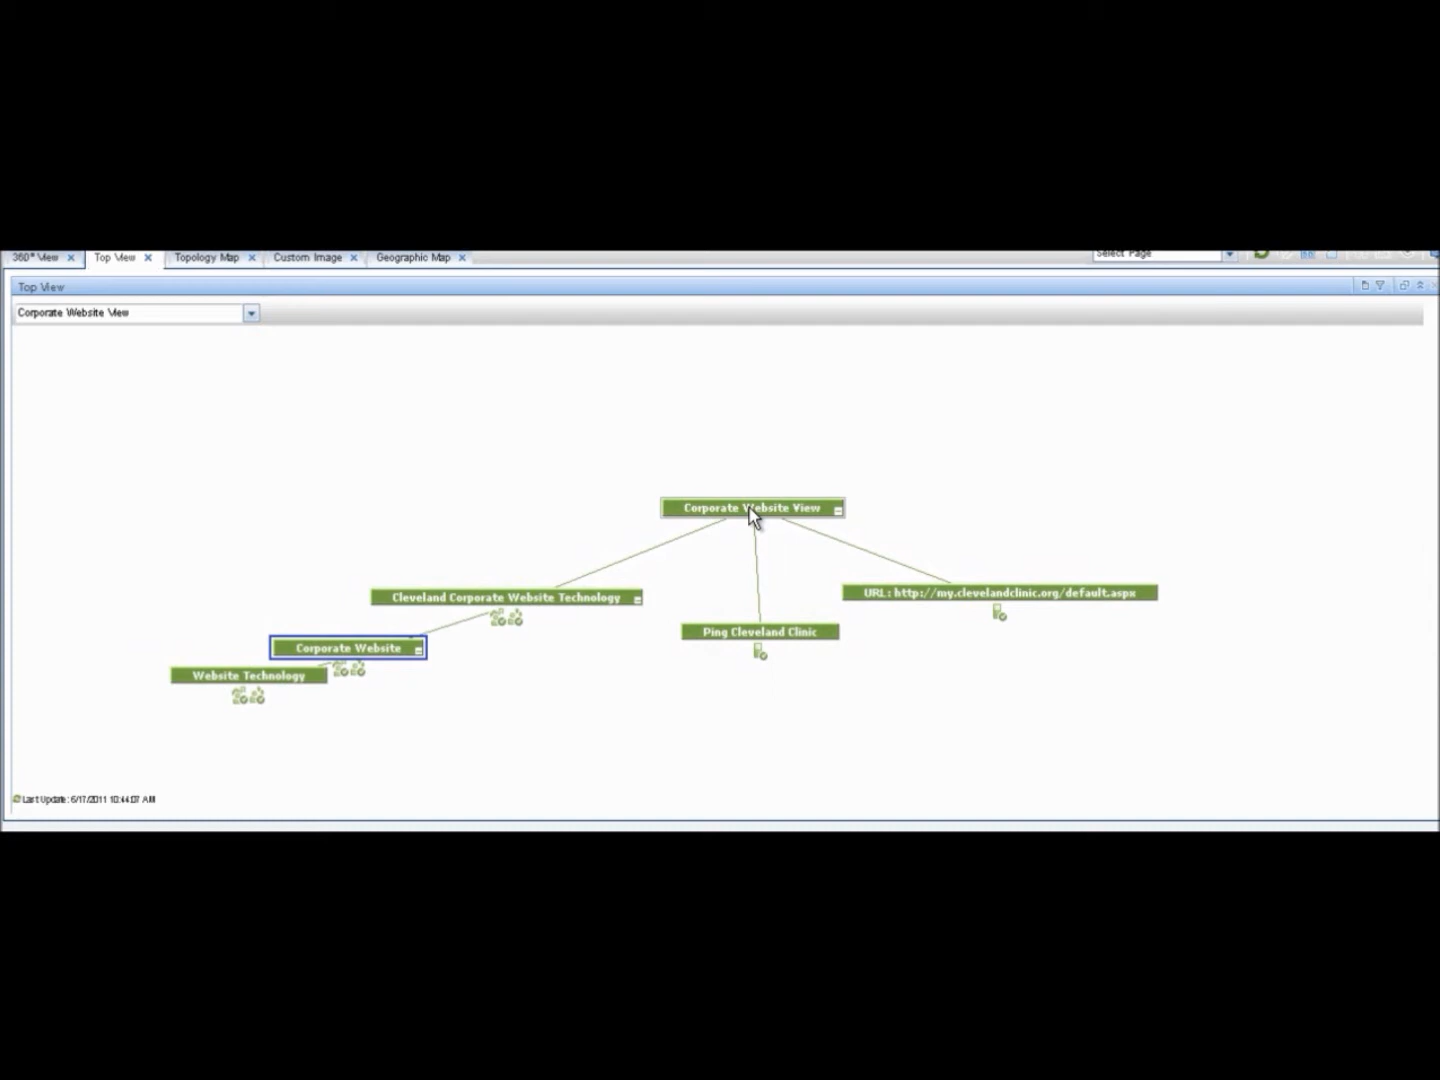 360° View
Top View
Topology Map
Custom Image
Geographic Map
Select Page
Top View
Corporate Website View
Corporate Website View
Cleveland Corporate Website Technology
URL: http://my.clevelandclinic.org/default.aspx
Ping Cleveland Clinic
Corporate Website
Website Technology
Last Update: 6/17/2011 10:44:07 AM